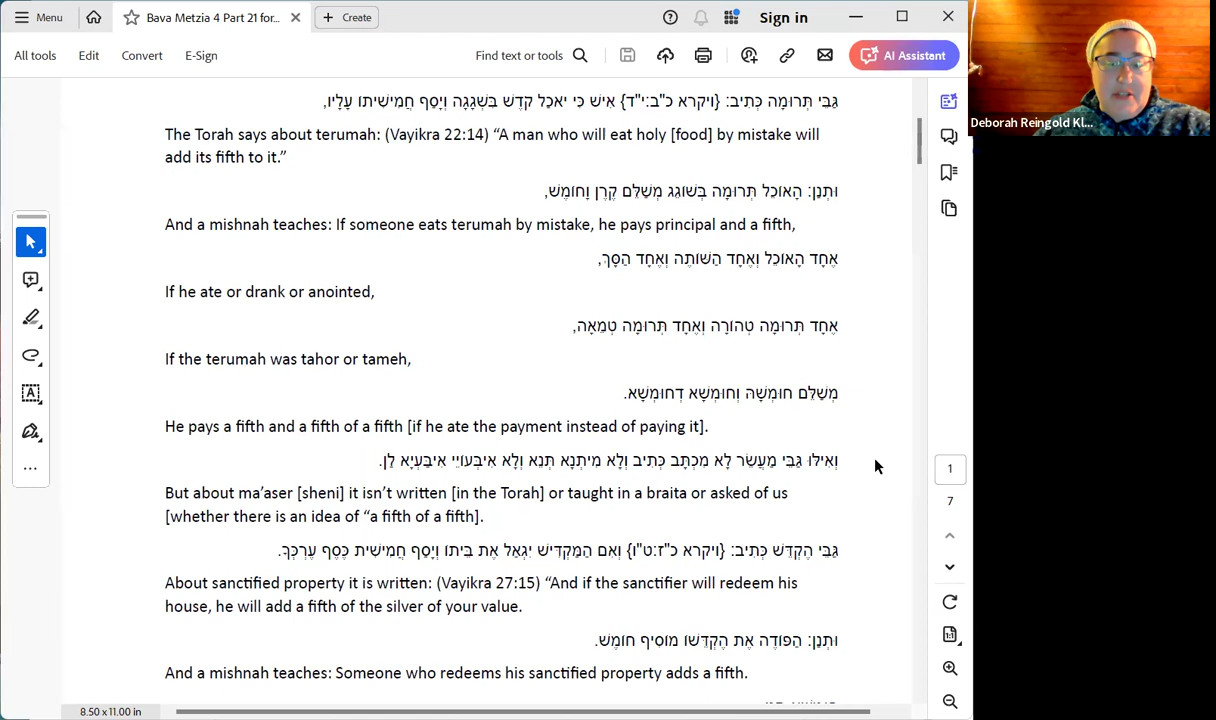 Menu
Bava Metzia 4 Part 21 for...
Create
Sign in
All tools
Edit
Convert
E-Sign
Find text or tools
AI Assistant
Deborah Reingold Kl...
גַּבֵּי תְּרוּמָה כְּתִיב: {ויקרא כ"ב:י"ד} אִישׁ כִּי יֹאכַל קֹדֶשׁ בִּשְׁגָגָה וְיָסַף חֲמִישִׁיתוֹ עָלָיו,
The Torah says about terumah: (Vayikra 22:14) “A man who will eat holy [food] by mistake will
add its fifth to it.”
וּתְנַן: הָאוֹכֵל תְּרוּמָה בְּשׁוֹגֵג מְשַׁלֵּם קֶרֶן וָחוֹמֶשׁ,
And a mishnah teaches: If someone eats terumah by mistake, he pays principal and a fifth,
אֶחָד הָאוֹכֵל וְאֶחָד הַשּׁוֹתֶה וְאֶחָד הַסָּךְ,
If he ate or drank or anointed,
אֶחָד תְּרוּמָה טְהוֹרָה וְאֶחָד תְּרוּמָה טְמֵאָה,
If the terumah was tahor or tameh,
מְשַׁלֵּם חוּמְשָׁהּ וְחוּמְשָׁא דְחוּמְשָׁא.
He pays a fifth and a fifth of a fifth [if he ate the payment instead of paying it].
וְאִילּוּ גַּבֵּי מַעֲשֵׂר לָא מִכְתָּב כְּתִיב וְלָא מִיתְנָא תְּנֵא וְלָא אִיבְּעוֹיֵי אִיבַּעְיָא לַן.
But about ma’aser [sheni] it isn’t written [in the Torah] or taught in a braita or asked of us
[whether there is an idea of “a fifth of a fifth].
גַּבֵּי הֶקְדֵּשׁ כְּתִיב: {ויקרא כ"ז:ט"ו} וְאִם הַמַּקְדִּישׁ יִגְאַל אֶת בֵּיתוֹ וְיָסַף חֲמִישִׁית כֶּסֶף עֶרְכְּךָ.
About sanctified property it is written: (Vayikra 27:15) “And if the sanctifier will redeem his
house, he will add a fifth of the silver of your value.
וּתְנַן: הַפּוֹדֶה אֶת הֶקְדֵּשׁוֹ מוֹסִיף חוֹמֶשׁ.
And a mishnah teaches: Someone who redeems his sanctified property adds a fifth.
1
7
8.50 x 11.00 in